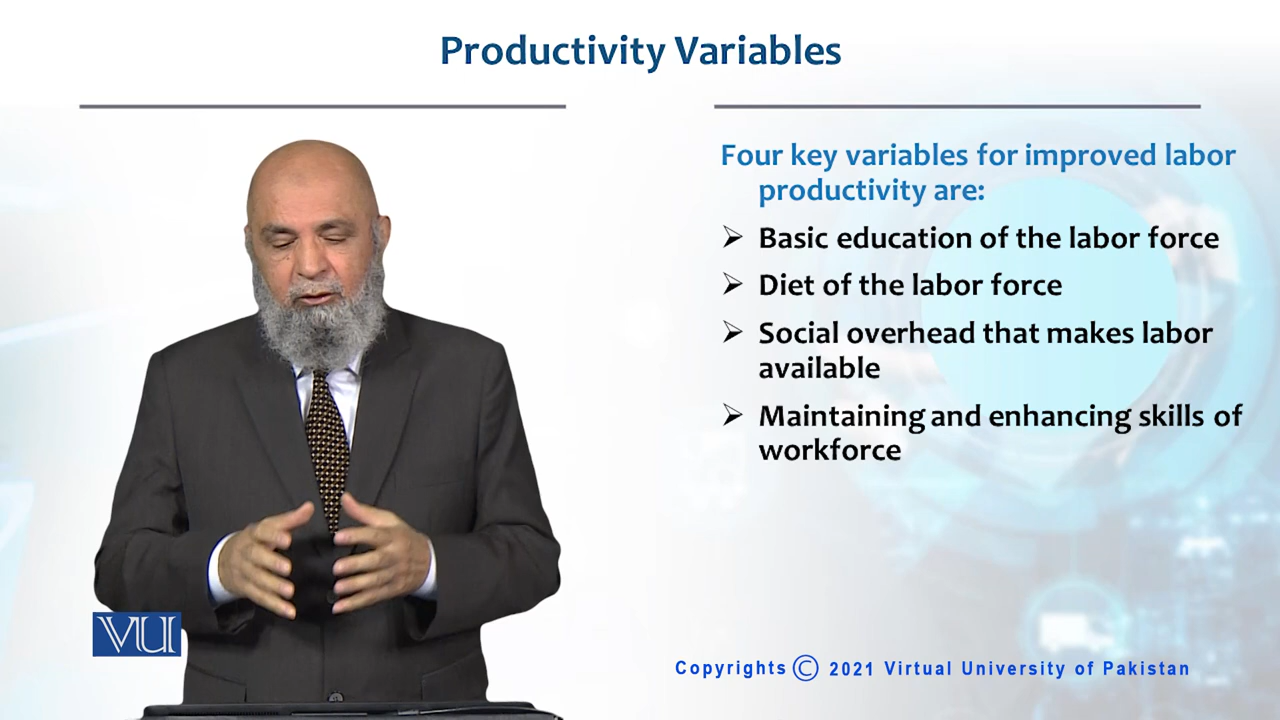 Productivity Variables
Four key variables for improved labor
productivity are:
➢ Basic education of the labor force
➢ Diet of the labor force
➢ Social overhead that makes labor
available
➢ Maintaining and enhancing skills of
workforce
VU
Copyrights © 2021 Virtual University of Pakistan